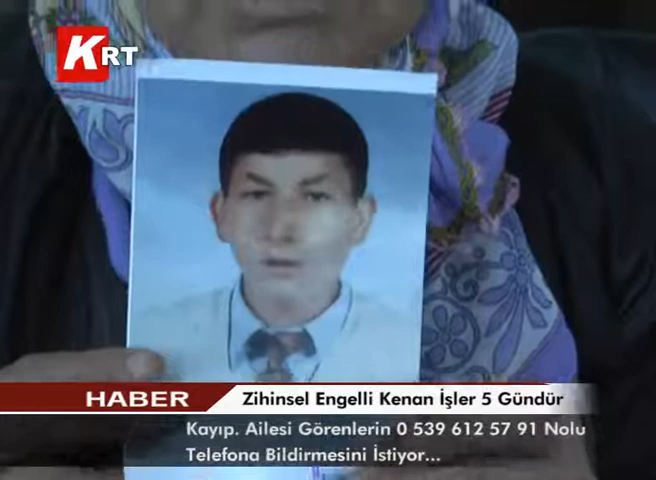 KRT
HABER
Zihinsel Engelli Kenan İşler 5 Gündür
Kayıp. Ailesi Görenlerin 0 539 612 57 91 Nolu
Telefona Bildirmesini İstiyor...